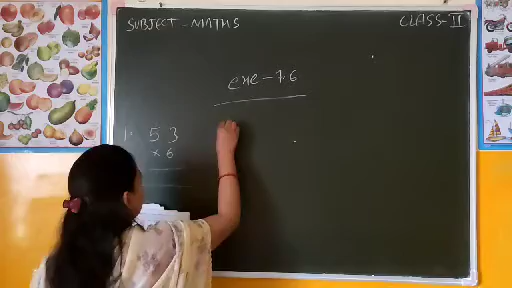 SUBJECT - MATHS
CLASS - II
exe - 7.6
1. 53
× 6